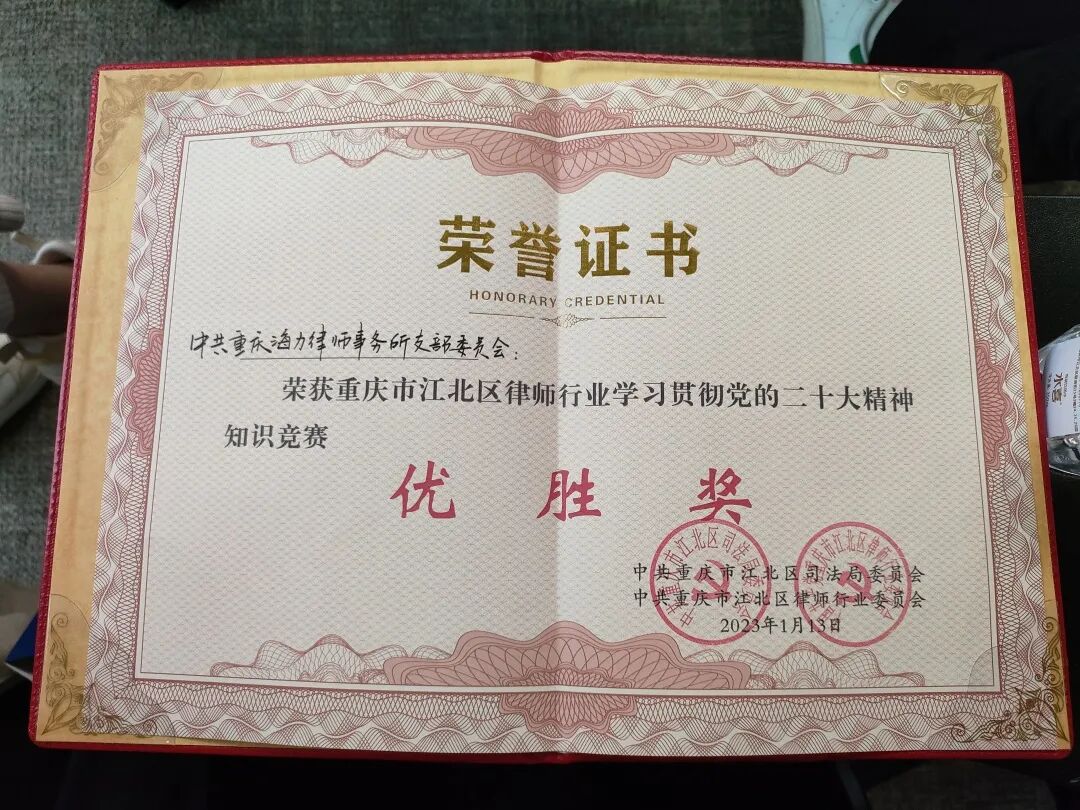 荣誉证书
HONORARY CREDENTIAL
中共重庆海力律师事务所支部委员会：
荣获重庆市江北区律师行业学习贯彻党的二十大精神
知识竞赛
优胜奖
中共重庆市江北区司法局委员会
中共重庆市江北区律师行业委员会
2023年1月13日